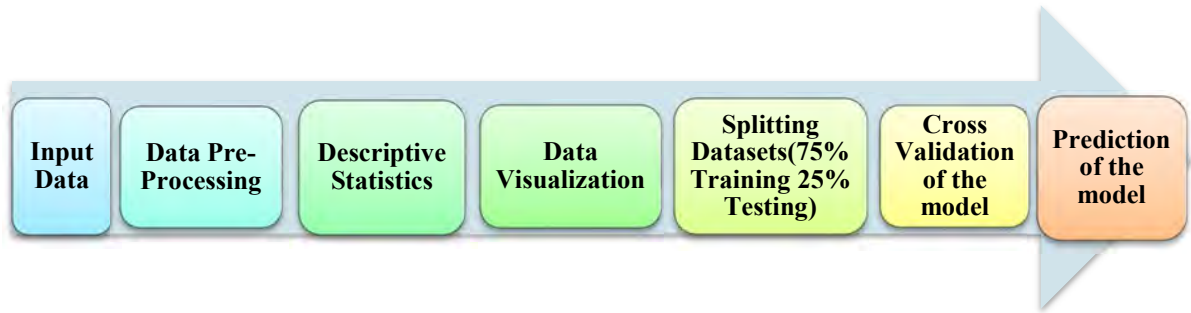 Input
Data
Data Pre-
Processing
Descriptive
Statistics
Data
Visualization
Splitting
Datasets(75%
Training 25%
Testing)
Cross
Validation
of the
model
Prediction
of the
model